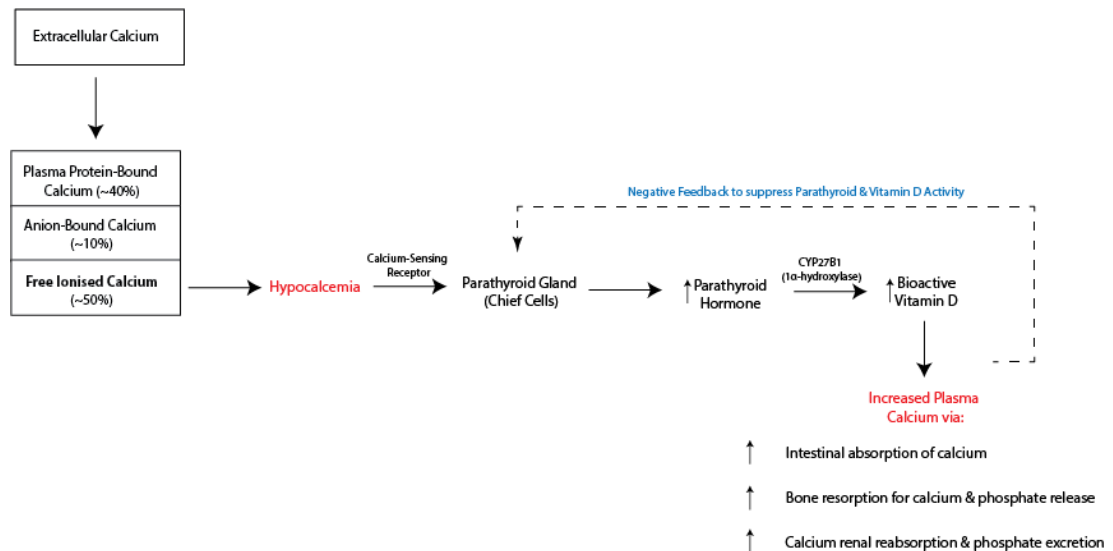 Extracellular Calcium
Plasma Protein-Bound
Calcium (~40%)
Anion-Bound Calcium
(~10%)
Free Ionised Calcium
(~50%)
Hypocalcemia
Calcium-Sensing
Receptor
Parathyroid Gland
(Chief Cells)
Negative Feedback to suppress Parathyroid & Vitamin D Activity
Parathyroid
Hormone
CYP27B1
(1α-hydroxylase)
Bioactive
Vitamin D
Increased Plasma
Calcium via:
Intestinal absorption of calcium
Bone resorption for calcium & phosphate release
Calcium renal reabsorption & phosphate excretion